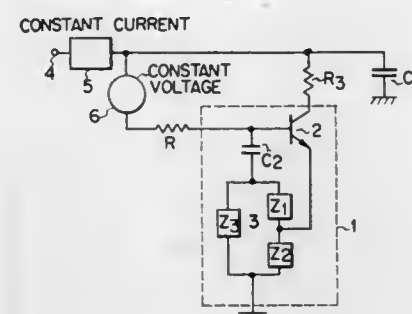 CONSTANT CURRENT
4
5
CONSTANT
VOLTAGE
6
R
R3
C
2
C2
Z1
Z3
3
Z2
1